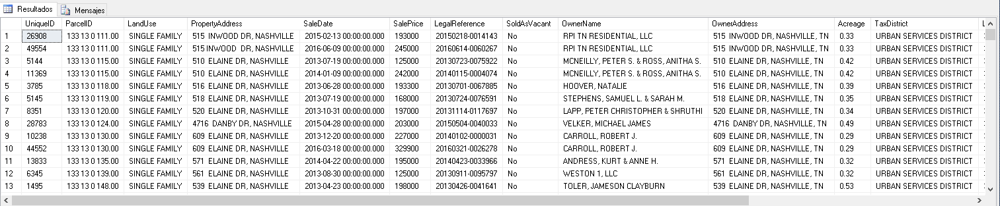 Resultados Mensajes
UniqueID ParcelID LandUse PropertyAddress SaleDate SalePrice LegalReference SoldAsVacant OwnerName OwnerAddress Acreage TaxDistrict
1 26908 133 13 0 111.00 SINGLE FAMILY 515 INWOOD DR, NASHVILLE 2015-02-13 00:00:00.000 193000 20150218-0014143 No RPI TN RESIDENTIAL, LLC 515 INWOOD DR, NASHVILLE, TN 0.33 URBAN SERVICES DISTRICT
2 49554 133 13 0 111.00 SINGLE FAMILY 515 INWOOD DR, NASHVILLE 2016-06-09 00:00:00.000 245000 20160614-0060267 No RPI TN RESIDENTIAL, LLC 515 INWOOD DR, NASHVILLE, TN 0.33 URBAN SERVICES DISTRICT
3 5144 133 13 0 115.00 SINGLE FAMILY 510 ELAINE DR, NASHVILLE 2013-07-19 00:00:00.000 125000 20130723-0075922 No MCNEILLY, PETER S. & ROSS, ANITHA S. 510 ELAINE DR, NASHVILLE, TN 0.42 URBAN SERVICES DISTRICT
4 11369 133 13 0 115.00 SINGLE FAMILY 510 ELAINE DR, NASHVILLE 2014-01-09 00:00:00.000 242000 20140115-0004074 No MCNEILLY, PETER S. & ROSS, ANITHA S. 510 ELAINE DR, NASHVILLE, TN 0.42 URBAN SERVICES DISTRICT
5 3785 133 13 0 118.00 SINGLE FAMILY 516 ELAINE DR, NASHVILLE 2013-06-28 00:00:00.000 193300 20130701-0067885 No HOOVER, NATALIE 516 ELAINE DR, NASHVILLE, TN 0.39 URBAN SERVICES DISTRICT
6 5145 133 13 0 119.00 SINGLE FAMILY 518 ELAINE DR, NASHVILLE 2013-07-19 00:00:00.000 168000 20130724-0076591 No STEPHENS, SAMUEL L. & SARAH M. 518 ELAINE DR, NASHVILLE, TN 0.35 URBAN SERVICES DISTRICT
7 8351 133 13 0 120.00 SINGLE FAMILY 520 ELAINE DR, NASHVILLE 2013-10-31 00:00:00.000 197000 20131114-0117697 No LAPP, PETER CHRISTOPHER & SHRUTHI 520 ELAINE DR, NASHVILLE, TN 0.34 URBAN SERVICES DISTRICT
8 28783 133 13 0 124.00 SINGLE FAMILY 4716 DANBY DR, NASHVILLE 2015-04-28 00:00:00.000 203000 20150504-0040033 No VELKER, MICHAEL JAMES 4716 DANBY DR, NASHVILLE, TN 0.49 URBAN SERVICES DISTRICT
9 10238 133 13 0 130.00 SINGLE FAMILY 609 ELAINE DR, NASHVILLE 2013-12-20 00:00:00.000 227000 20140102-0000031 No CARROLL, ROBERT J. 609 ELAINE DR, NASHVILLE, TN 0.29 URBAN SERVICES DISTRICT
10 44552 133 13 0 130.00 SINGLE FAMILY 609 ELAINE DR, NASHVILLE 2016-03-18 00:00:00.000 329900 20160321-0026278 No CARROLL, ROBERT J. 609 ELAINE DR, NASHVILLE, TN 0.29 URBAN SERVICES DISTRICT
11 13833 133 13 0 135.00 SINGLE FAMILY 571 ELAINE DR, NASHVILLE 2014-04-22 00:00:00.000 195000 20140423-0033966 No ANDRESS, KURT & ANNE H. 571 ELAINE DR, NASHVILLE, TN 0.32 URBAN SERVICES DISTRICT
12 6345 133 13 0 139.00 SINGLE FAMILY 561 ELAINE DR, NASHVILLE 2013-08-30 00:00:00.000 125000 20130911-0095797 No WESTON 1, LLC 561 ELAINE DR, NASHVILLE, TN 0.32 URBAN SERVICES DISTRICT
13 1495 133 13 0 148.00 SINGLE FAMILY 539 ELAINE DR, NASHVILLE 2013-04-23 00:00:00.000 198000 20130426-0041641 No TOLER, JAMESON CLAYBURN 539 ELAINE DR, NASHVILLE, TN 0.53 URBAN SERVICES DISTRICT